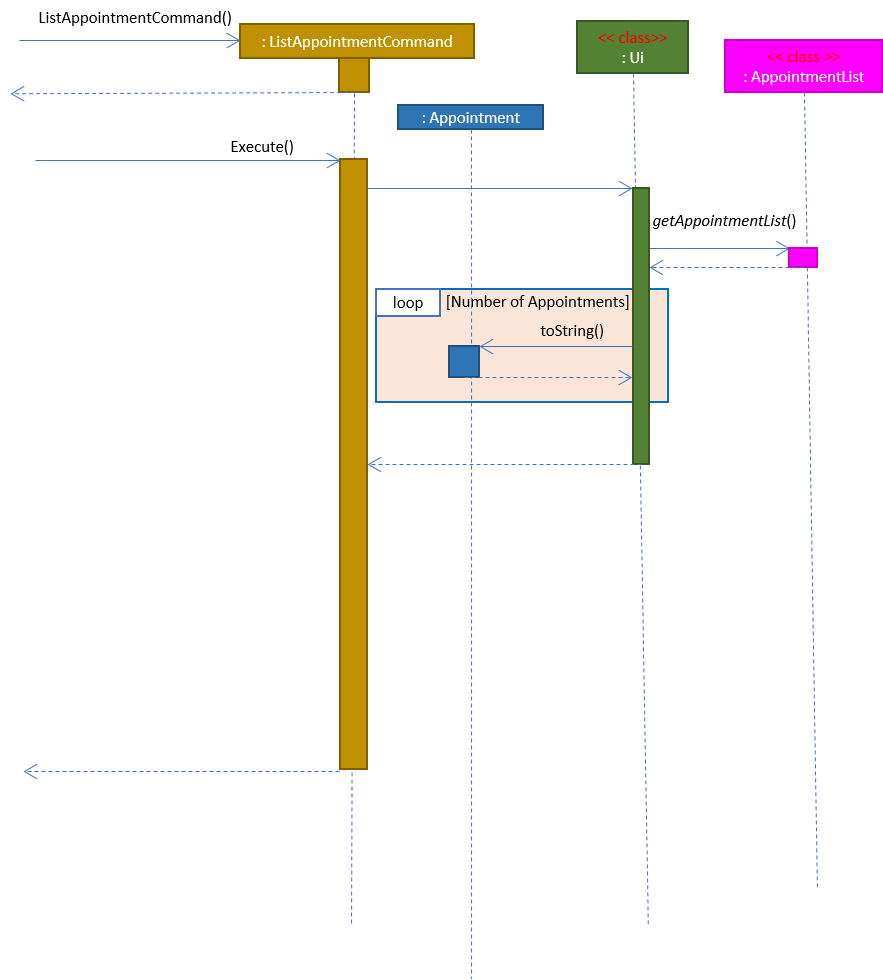 ListAppointmentCommand()
: ListAppointmentCommand
<< class>>
: Ui
<< class >>
: AppointmentList
: Appointment
Execute()
getAppointmentList()
loop
[Number of Appointments]
toString()